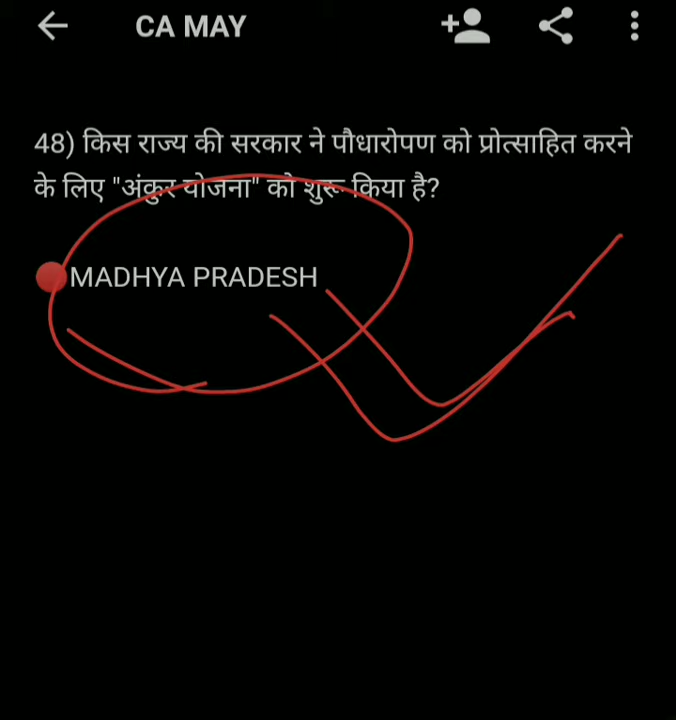 CA MAY
48) किस राज्य की सरकार ने पौधारोपण को प्रोत्साहित करने
के लिए "अंकुर योजना" को शुरू किया है?
MADHYA PRADESH